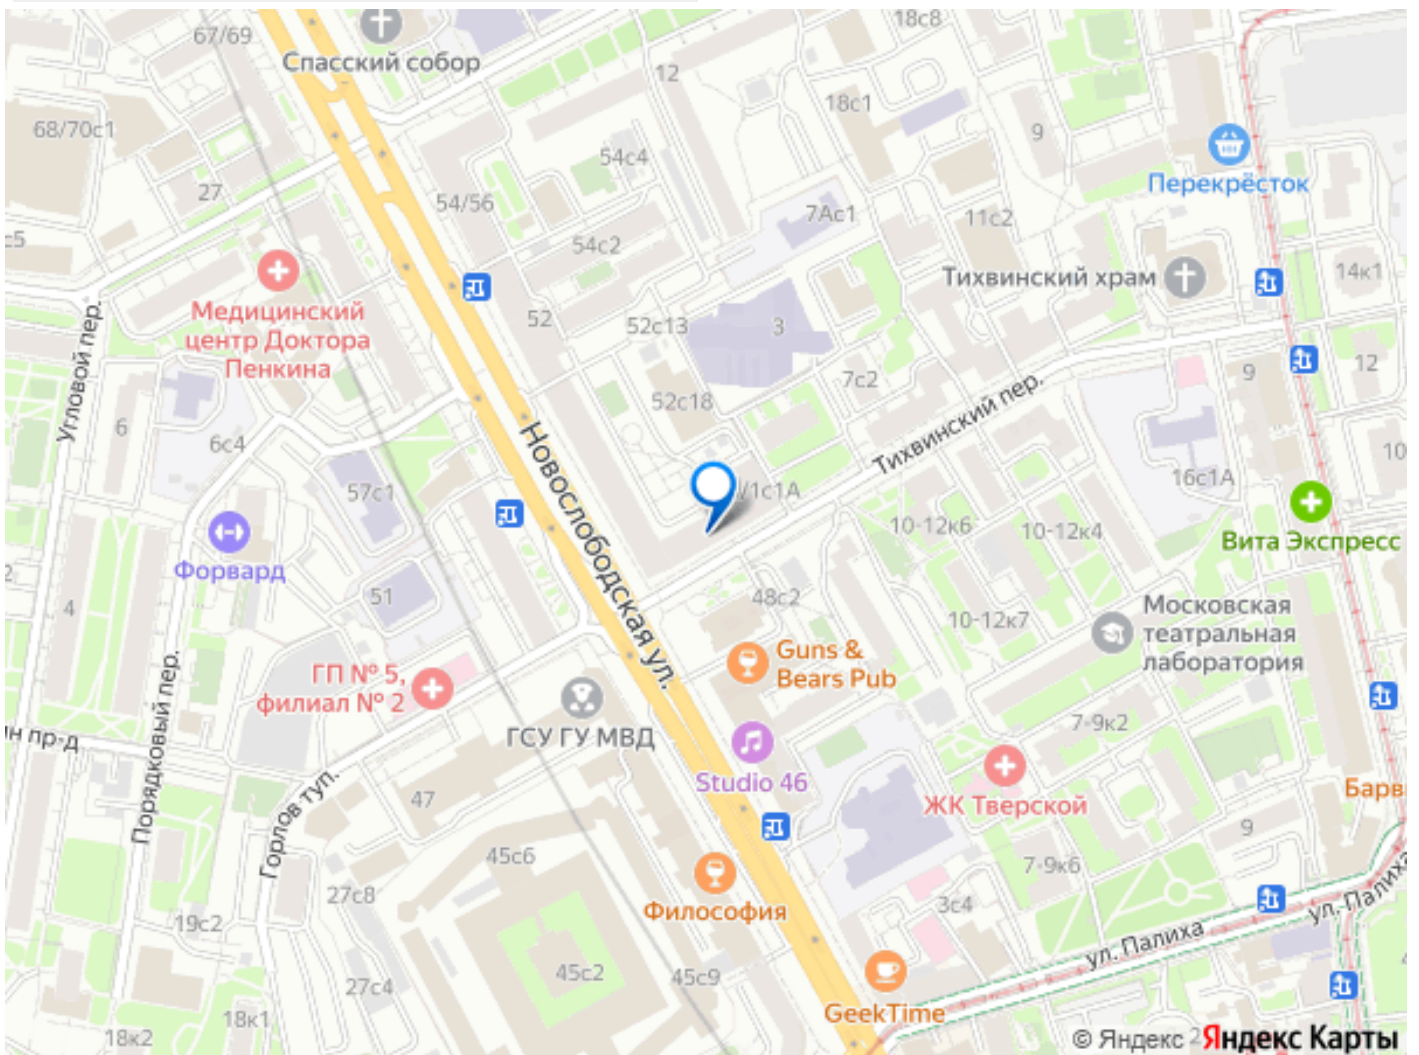 67/69
Спасский собор
18с8
12
68/70с1
18с1
9
54с4
27
54/56
Перекрёсток
7Ас1
11с2
с5
54с2
Тихвинский храм
14к1
Медицинский
центр Доктора
Пенкина
52
52с13
3
Угловой пер.
7с2
9
12
52с18
Тихвинский пер.
6
6с4
Новослободская ул.
10
57с1
/1с1А
16с1А
10-12к6
10-12к4
Вита Экспресс
Форвард
2
4
51
48с2
10-12к7
Московская
театральная
лаборатория
Guns &
Bears Pub
ГП № 5,
филиал № 2
Порядковый пер.
ГСУ ГУ МВД
7-9к2
н пр-д
Studio 46
ЖК Тверской
Барв
47
Горлов туп.
9
45с6
7-9к6
27с8
Философия
3с4
ул. Палиха
19с2
ул. Палиха
45с2
45с9
27с4
GeekTime
18к1
18к2
© Яндекс 2
Яндекс Карты